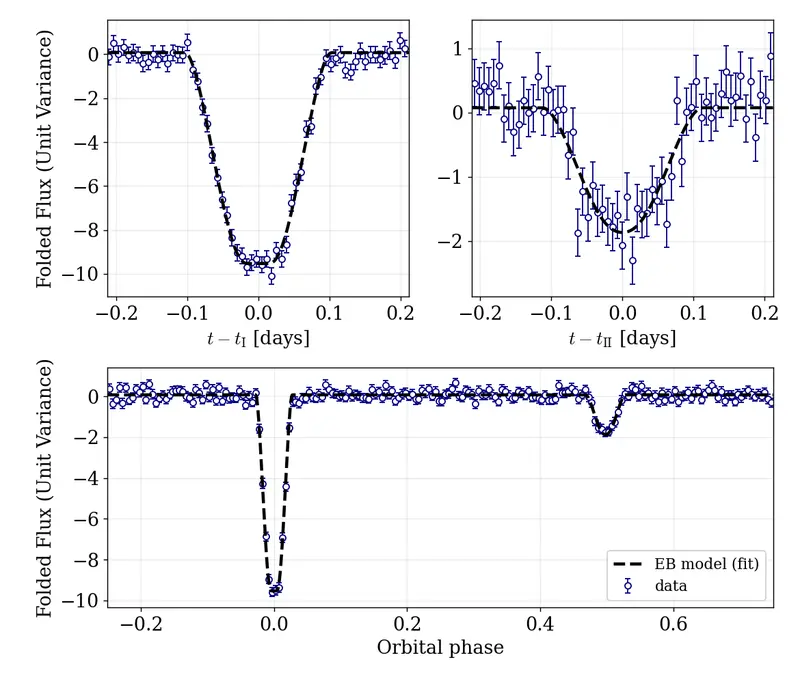 Folded Flux (Unit Variance)
0
−2
−4
−6
−8
−10
−0.2 −0.1 0.0 0.1 0.2
t − tI [days]
1
0
−1
−2
−0.2 −0.1 0.0 0.1 0.2
t − tII [days]
Folded Flux (Unit Variance)
0
−2
−4
−6
−8
−10
−0.2 0.0 0.2 0.4 0.6
Orbital phase
EB model (fit)
data